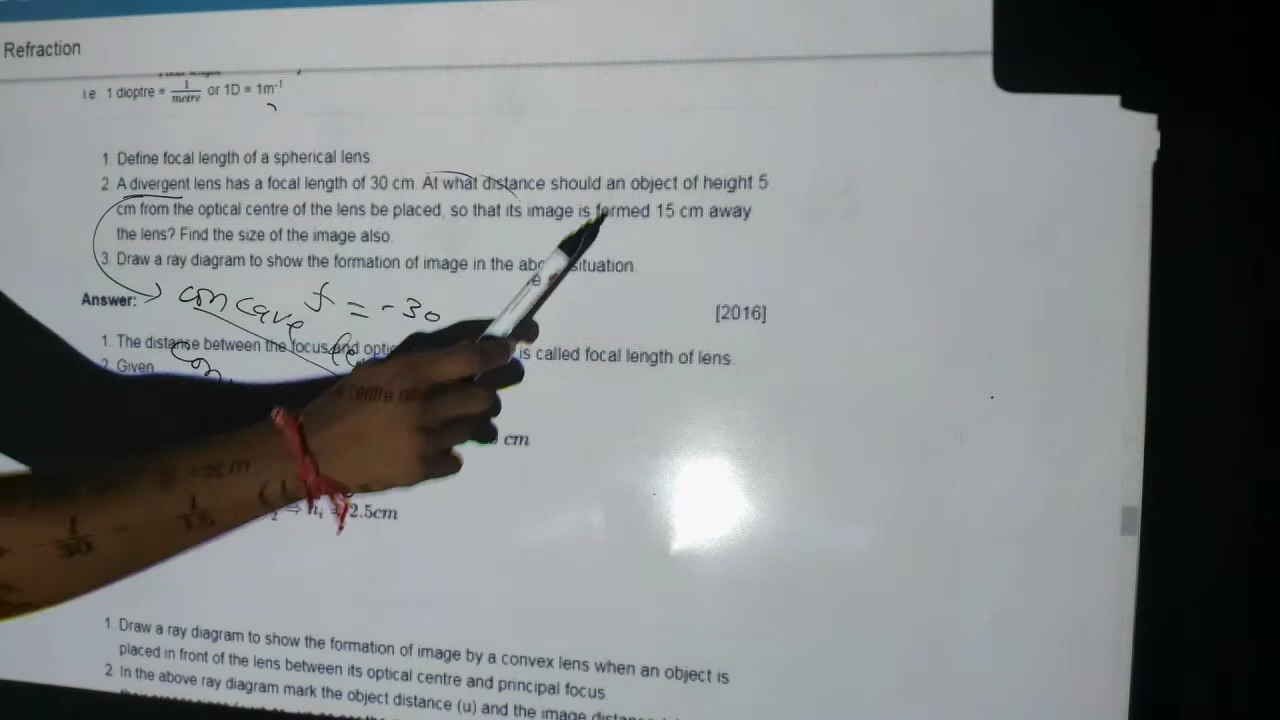 Refraction
i.e 1 dioptre = 1/metre or 1D = 1m⁻¹
1. Define focal length of a spherical lens.
2. A divergent lens has a focal length of 30 cm. At what distance should an object of height 5
cm from the optical centre of the lens be placed, so that its image is formed 15 cm away
the lens? Find the size of the image also.
3. Draw a ray diagram to show the formation of image in the situation
Answer:
concave f = -30
[2016]
1. The distance between the focus and is called focal length of lens.
2. Given
cm
⇒ hᵢ = 2.5cm
1. Draw a ray diagram to show the formation of image by a convex lens when an object is
placed in front of the lens between its optical centre and principal focus.
2. In the above ray diagram mark the object distance (u) and the image